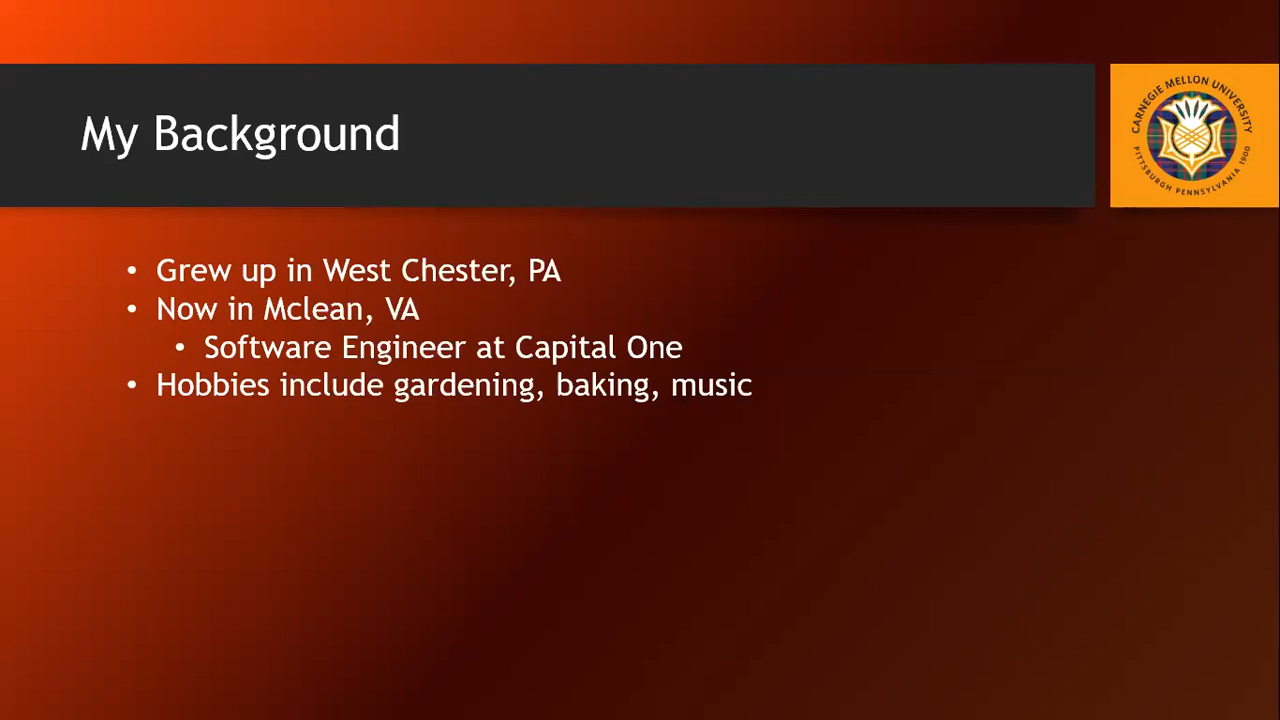 My Background
CARNEGIE MELLON UNIVERSITY
PITTSBURGH PENNSYLVANIA 1900
• Grew up in West Chester, PA
• Now in Mclean, VA
• Software Engineer at Capital One
• Hobbies include gardening, baking, music